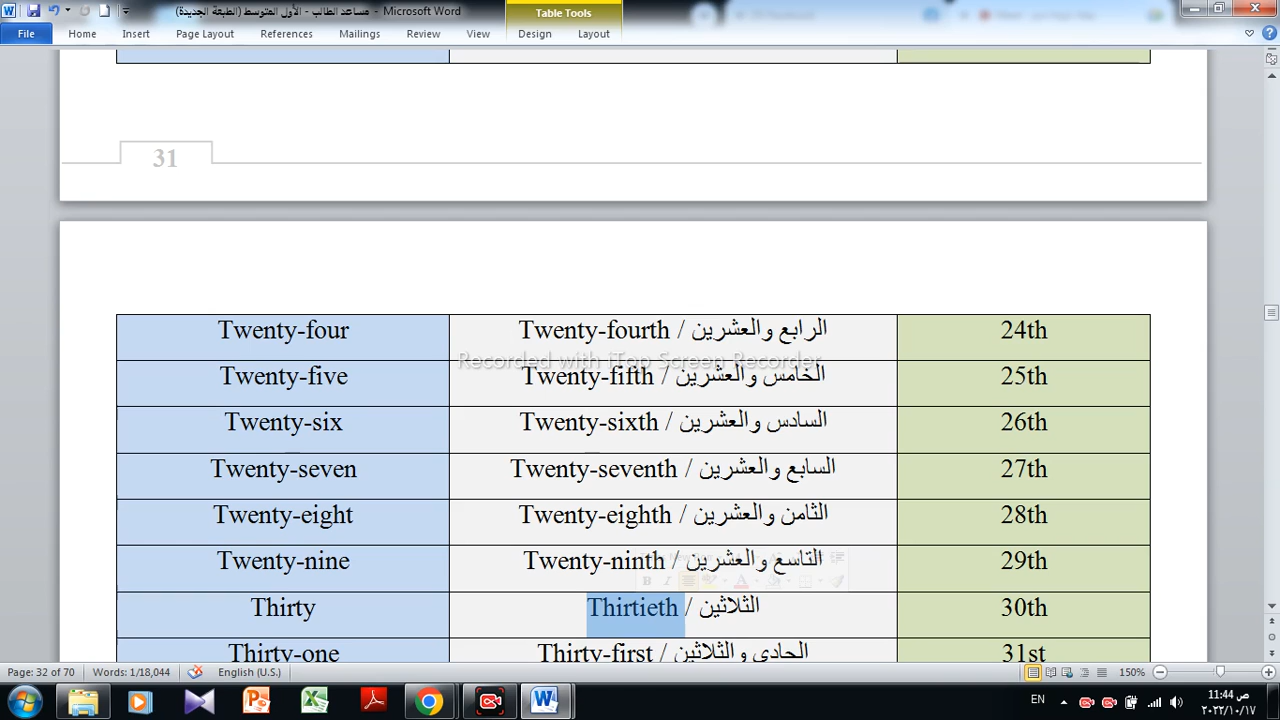 مساعد الطالب - الأول المتوسط (الطبعة الجديدة) - Microsoft Word
Table Tools
File Home Insert Page Layout References Mailings Review View Design Layout
31
Twenty-four Twenty-fourth / الرابع والعشرين 24th
Recorded with iTop Screen Recorder
Twenty-five Twenty-fifth / الخامس والعشرين 25th
Twenty-six Twenty-sixth / السادس والعشرين 26th
Twenty-seven Twenty-seventh / السابع والعشرين 27th
Twenty-eight Twenty-eighth / الثامن والعشرين 28th
Twenty-nine Twenty-ninth / التاسع والعشرين 29th
Thirty Thirtieth / الثلاثين 30th
Thirty-one Thirty-first / الحادي والثلاثين 31st
Page: 32 of 70 Words: 1/18,044 English (U.S.) 150%
EN 11:44 ص
٢٠٢٢/١٠/١٧